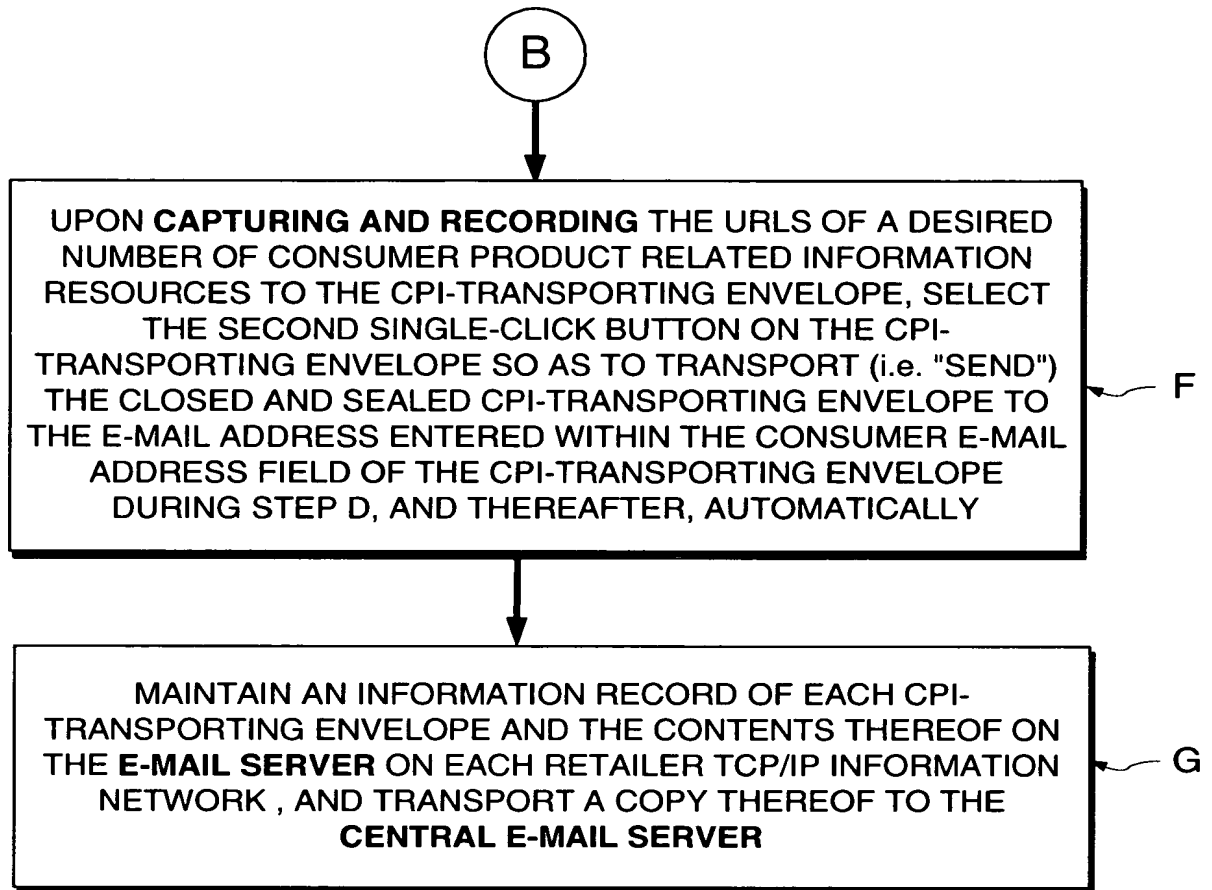 B
UPON CAPTURING AND RECORDING THE URLS OF A DESIRED
NUMBER OF CONSUMER PRODUCT RELATED INFORMATION
RESOURCES TO THE CPI-TRANSPORTING ENVELOPE, SELECT
THE SECOND SINGLE-CLICK BUTTON ON THE CPI-
TRANSPORTING ENVELOPE SO AS TO TRANSPORT (i.e. "SEND")
THE CLOSED AND SEALED CPI-TRANSPORTING ENVELOPE TO
THE E-MAIL ADDRESS ENTERED WITHIN THE CONSUMER E-MAIL
ADDRESS FIELD OF THE CPI-TRANSPORTING ENVELOPE
DURING STEP D, AND THEREAFTER, AUTOMATICALLY
F
MAINTAIN AN INFORMATION RECORD OF EACH CPI-
TRANSPORTING ENVELOPE AND THE CONTENTS THEREOF ON
THE E-MAIL SERVER ON EACH RETAILER TCP/IP INFORMATION
NETWORK , AND TRANSPORT A COPY THEREOF TO THE
CENTRAL E-MAIL SERVER
G